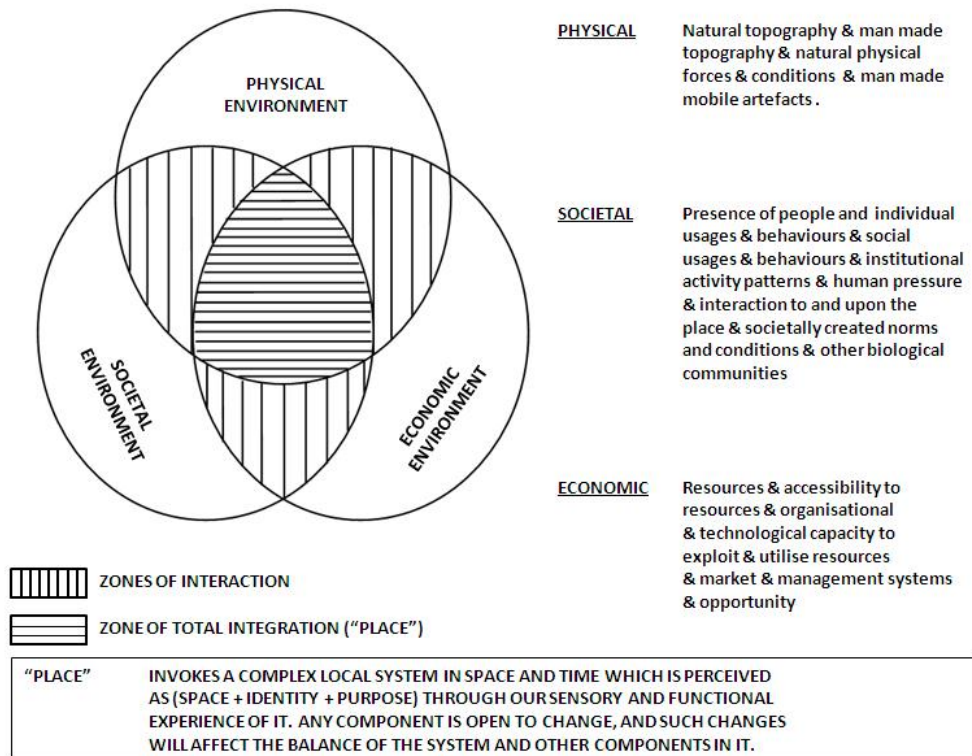 PHYSICAL
ENVIRONMENT
SOCIETAL
ENVIRONMENT
ECONOMIC
ENVIRONMENT
PHYSICAL Natural topography & man made
topography & natural physical
forces & conditions & man made
mobile artefacts .
SOCIETAL Presence of people and individual
usages & behaviours & social
usages & behaviours & institutional
activity patterns & human pressure
& interaction to and upon the
place & societally created norms
and conditions & other biological
communities
ECONOMIC Resources & accessibility to
resources & organisational
& technological capacity to
exploit & utilise resources
& market & management systems
& opportunity
ZONES OF INTERACTION
ZONE OF TOTAL INTEGRATION (“PLACE”)
“PLACE” INVOKES A COMPLEX LOCAL SYSTEM IN SPACE AND TIME WHICH IS PERCEIVED
AS (SPACE + IDENTITY + PURPOSE) THROUGH OUR SENSORY AND FUNCTIONAL
EXPERIENCE OF IT. ANY COMPONENT IS OPEN TO CHANGE, AND SUCH CHANGES
WILL AFFECT THE BALANCE OF THE SYSTEM AND OTHER COMPONENTS IN IT.